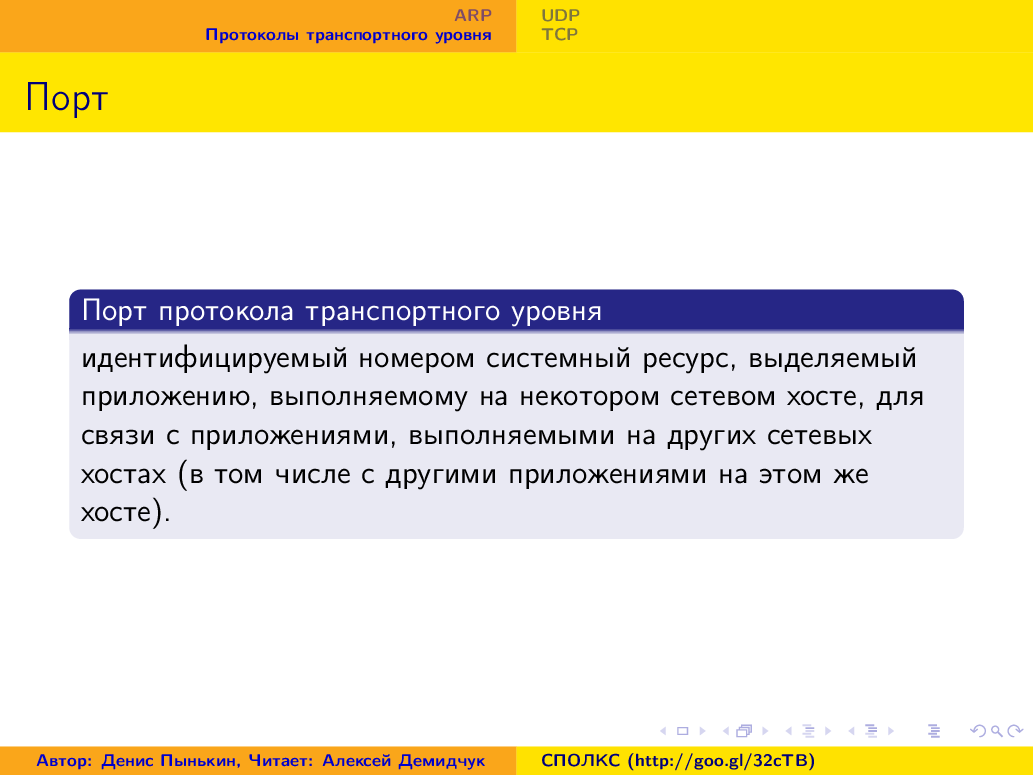 ARP
Протоколы транспортного уровня
UDP
TCP
Порт
Порт протокола транспортного уровня
идентифицируемый номером системный ресурс, выделяемый
приложению, выполняемому на некотором сетевом хосте, для
связи с приложениями, выполняемыми на других сетевых
хостах (в том числе с другими приложениями на этом же
хосте).
Автор: Денис Пынькин, Читает: Алексей Демидчук
СПОЛКС (http://goo.gl/32cTB)